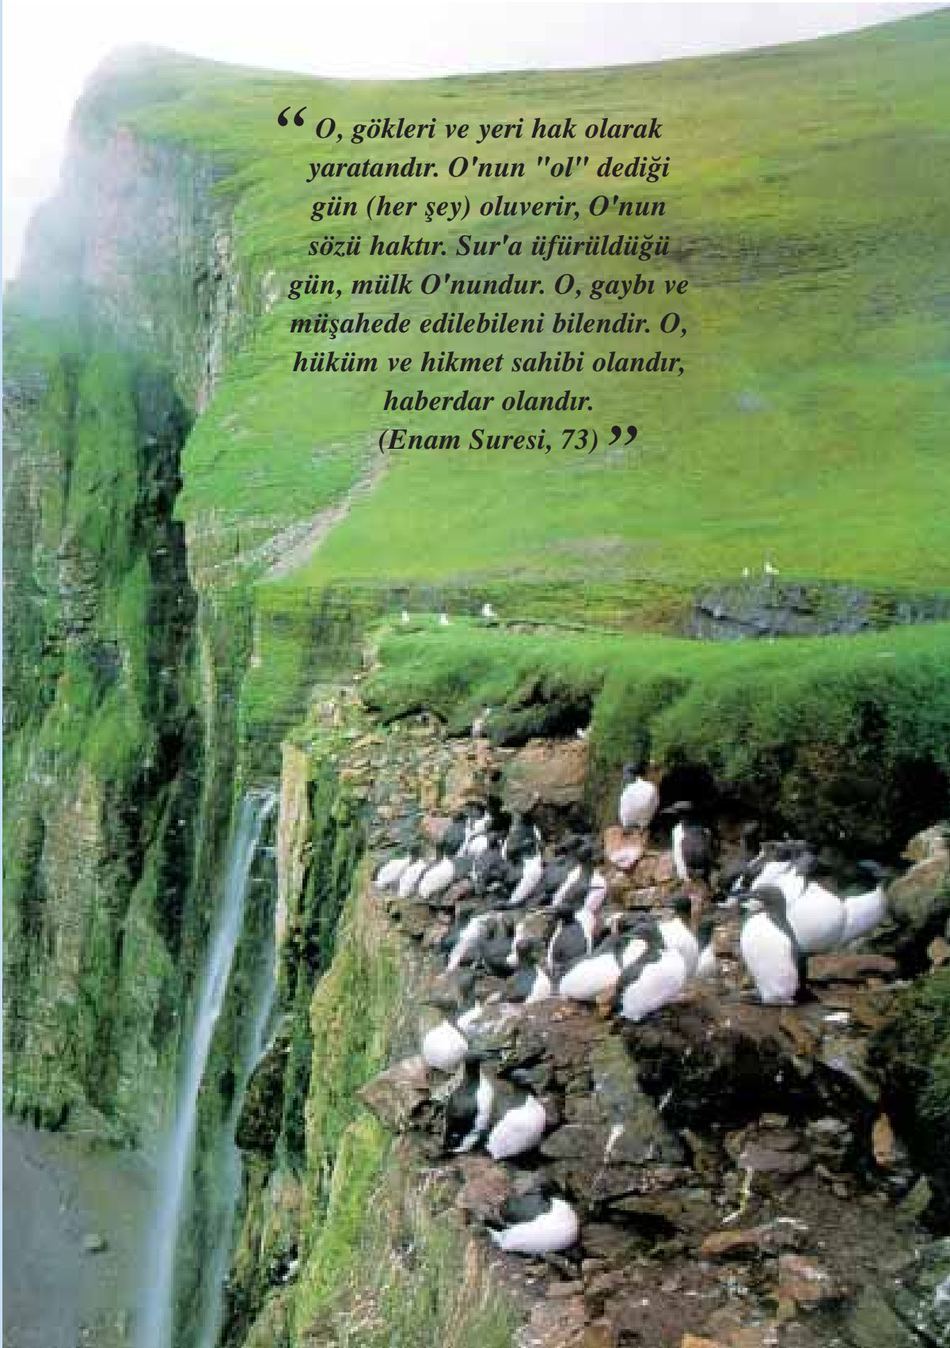 “ O, gökleri ve yeri hak olarak
yaratandır. O'nun "ol" dediği
gün (her şey) oluverir, O'nun
sözü haktır. Sur'a üfürüldüğü
gün, mülk O'nundur. O, gaybı ve
müşahede edilebileni bilendir. O,
hüküm ve hikmet sahibi olandır,
haberdar olandır.
(Enam Suresi, 73) ”